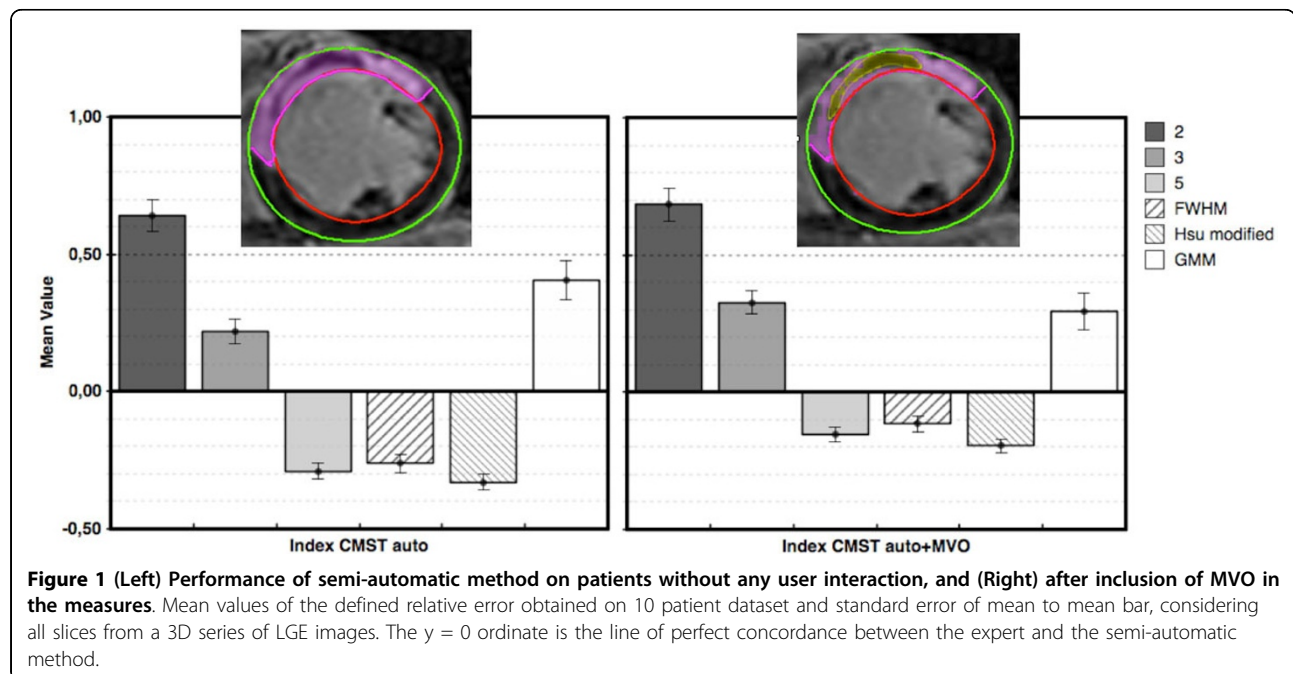 1,00
0,50
0,00
-0,50
Mean Value
Index CMST auto
Index CMST auto+MVO
2
3
5
FWHM
Hsu modified
GMM
Figure 1 (Left) Performance of semi-automatic method on patients without any user interaction, and (Right) after inclusion of MVO in
the measures. Mean values of the defined relative error obtained on 10 patient dataset and standard error of mean to mean bar, considering
all slices from a 3D series of LGE images. The y = 0 ordinate is the line of perfect concordance between the expert and the semi-automatic
method.